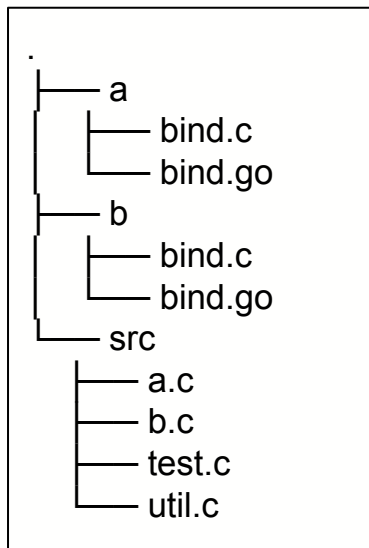 .
├── a
│   ├── bind.c
│   └── bind.go
├── b
│   ├── bind.c
│   └── bind.go
└── src
    ├── a.c
    ├── b.c
    ├── test.c
    └── util.c